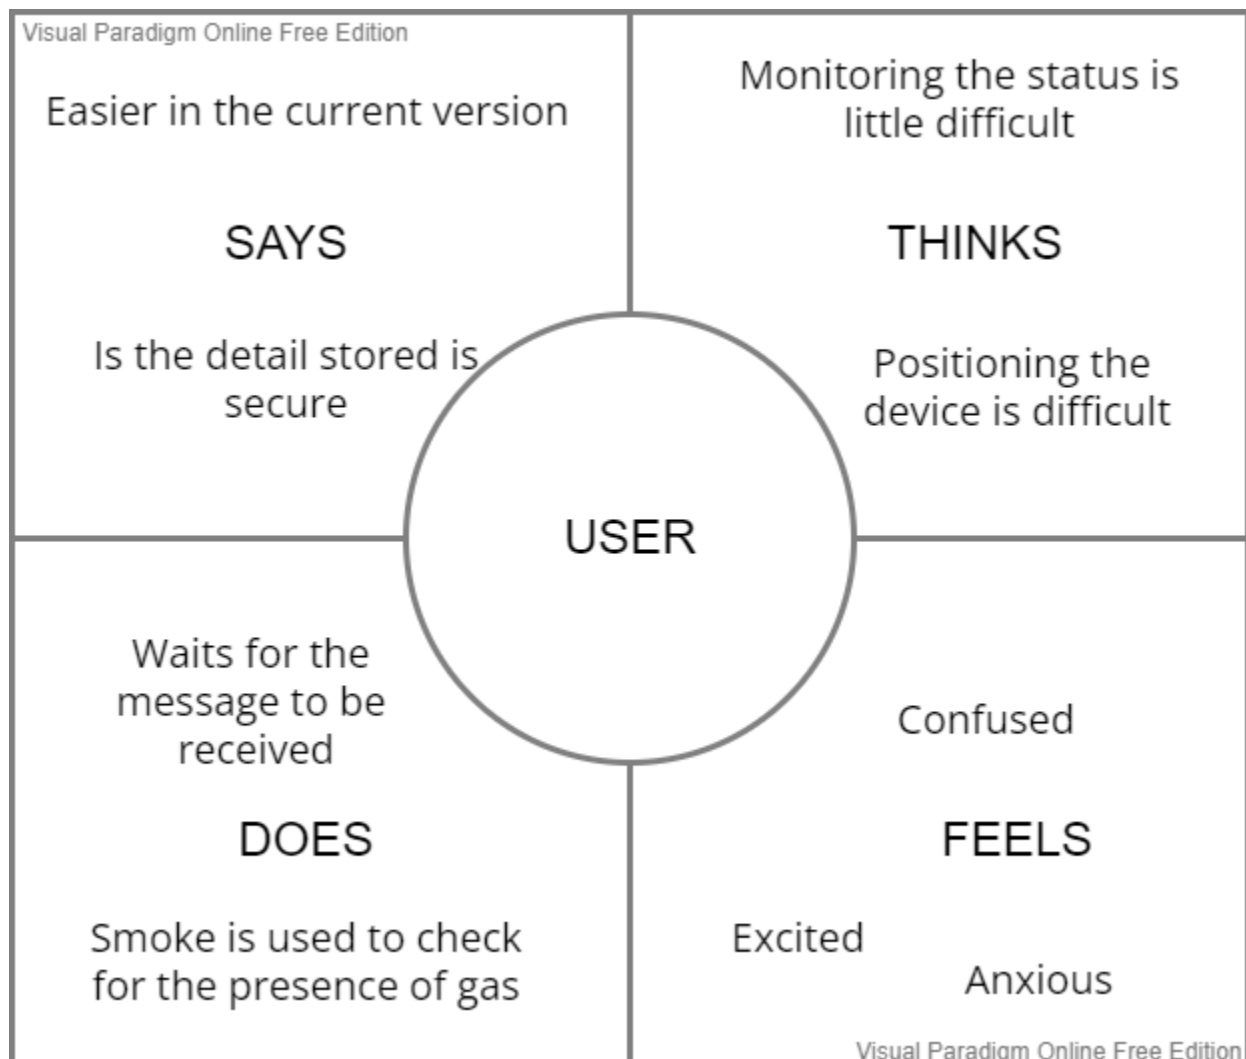 Visual Paradigm Online Free Edition
Easier in the current version
SAYS
Is the detail stored is
secure
Monitoring the status is
little difficult
THINKS
Positioning the
device is difficult
USER
Waits for the
message to be
received
DOES
Smoke is used to check
for the presence of gas
Confused
FEELS
Excited
Anxious
Visual Paradigm Online Free Edition